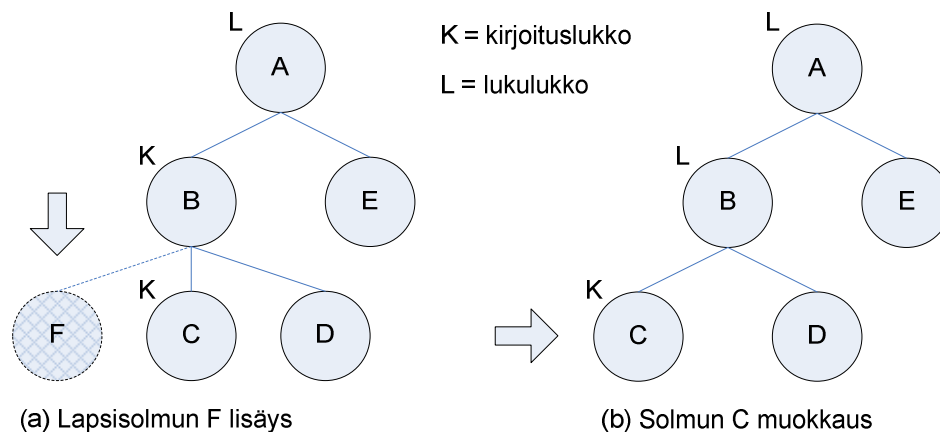 L
A
K
B
E
F
K
C
D
(a) Lapsisolmun F lisäys
K = kirjoituslukko
L = lukulukko
L
A
L
B
E
K
C
D
(b) Solmun C muokkaus